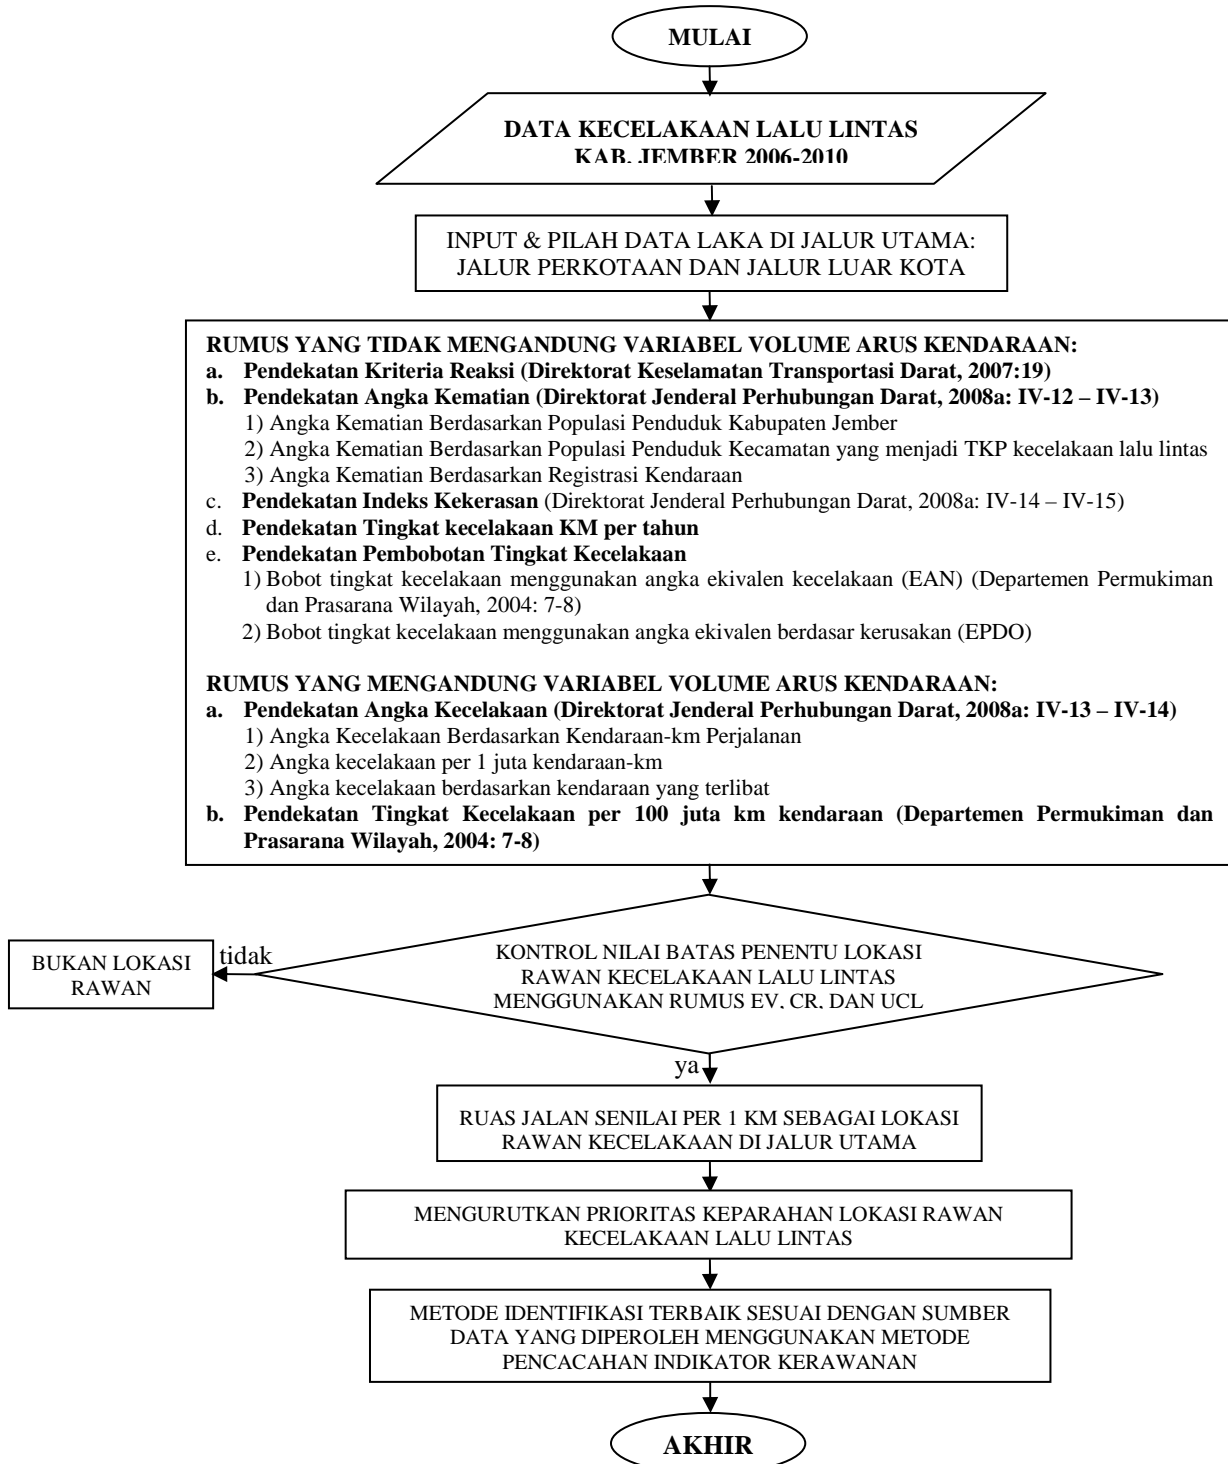 MULAI
DATA KECELAKAAN LALU LINTAS
KAB. JEMBER 2006-2010
INPUT & PILAH DATA LAKA DI JALUR UTAMA:
JALUR PERKOTAAN DAN JALUR LUAR KOTA
RUMUS YANG TIDAK MENGANDUNG VARIABEL VOLUME ARUS KENDARAAN:
a. Pendekatan Kriteria Reaksi (Direktorat Keselamatan Transportasi Darat, 2007:19)
b. Pendekatan Angka Kematian (Direktorat Jenderal Perhubungan Darat, 2008a: IV-12 – IV-13)
1) Angka Kematian Berdasarkan Populasi Penduduk Kabupaten Jember
2) Angka Kematian Berdasarkan Populasi Penduduk Kecamatan yang menjadi TKP kecelakaan lalu lintas
3) Angka Kematian Berdasarkan Registrasi Kendaraan
c. Pendekatan Indeks Kekerasan (Direktorat Jenderal Perhubungan Darat, 2008a: IV-14 – IV-15)
d. Pendekatan Tingkat kecelakaan KM per tahun
e. Pendekatan Pembobotan Tingkat Kecelakaan
1) Bobot tingkat kecelakaan menggunakan angka ekivalen kecelakaan (EAN) (Departemen Permukiman
dan Prasarana Wilayah, 2004: 7-8)
2) Bobot tingkat kecelakaan menggunakan angka ekivalen berdasar kerusakan (EPDO)
RUMUS YANG MENGANDUNG VARIABEL VOLUME ARUS KENDARAAN:
a. Pendekatan Angka Kecelakaan (Direktorat Jenderal Perhubungan Darat, 2008a: IV-13 – IV-14)
1) Angka Kecelakaan Berdasarkan Kendaraan-km Perjalanan
2) Angka kecelakaan per 1 juta kendaraan-km
3) Angka kecelakaan berdasarkan kendaraan yang terlibat
b. Pendekatan Tingkat Kecelakaan per 100 juta km kendaraan (Departemen Permukiman dan
Prasarana Wilayah, 2004: 7-8)
KONTROL NILAI BATAS PENENTU LOKASI
RAWAN KECELAKAAN LALU LINTAS
MENGGUNAKAN RUMUS EV, CR, DAN UCL
tidak
BUKAN LOKASI
RAWAN
ya
RUAS JALAN SENILAI PER 1 KM SEBAGAI LOKASI
RAWAN KECELAKAAN DI JALUR UTAMA
MENGURUTKAN PRIORITAS KEPARAHAN LOKASI RAWAN
KECELAKAAN LALU LINTAS
METODE IDENTIFIKASI TERBAIK SESUAI DENGAN SUMBER
DATA YANG DIPEROLEH MENGGUNAKAN METODE
PENCACAHAN INDIKATOR KERAWANAN
AKHIR